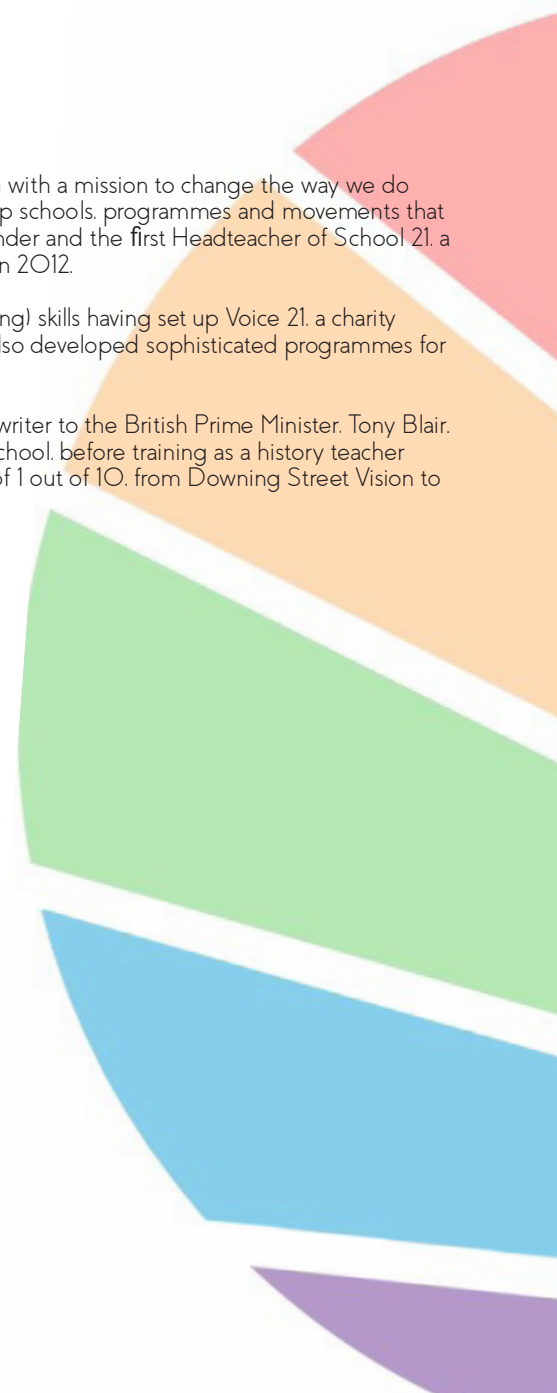 with a mission to change the way we do
p schools. programmes and movements that
nder and the first Headteacher of School 21. a
n 2012.
ng) skills having set up Voice 21. a charity
lso developed sophisticated programmes for
writer to the British Prime Minister. Tony Blair.
chool. before training as a history teacher
of 1 out of 10. from Downing Street Vision to